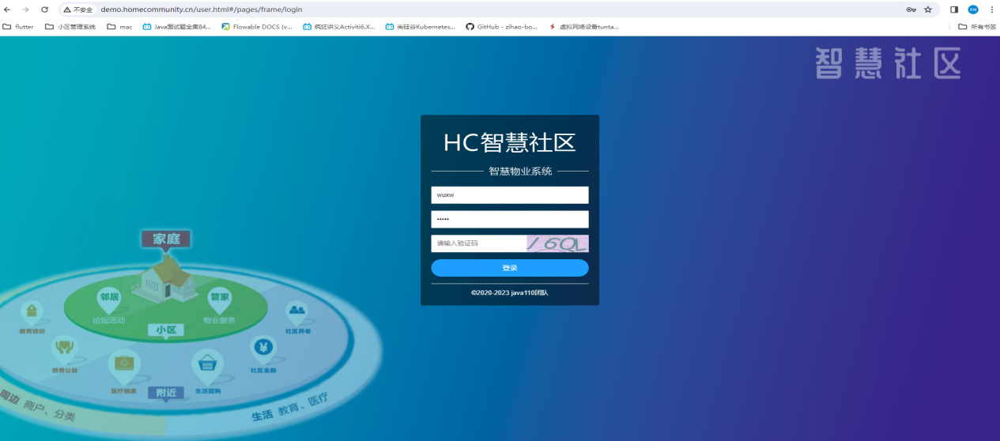 不安全 demo.homecommunity.cn/user.html#/pages/frame/login XW
flutter 小区管理系统 mac Java面试题全集84... Flowable DOCS (v... 疯狂讲义Activiti6.X... 尚硅谷Kubernetes... GitHub - zihao-bo... 虚拟网络设备tunta... 所有书签
智慧社区
HC智慧社区
智慧物业系统
wuxw
•••••
请输入验证码 16QL
登录
©2020-2023 java110团队
家庭
邻居 管家
论坛活动 物业服务
教育培训 小区 社区养老
慈善公益 ¥ 社区金融
医疗健康 附近 生活团购
周边 商户、分类
生活 教育、医疗